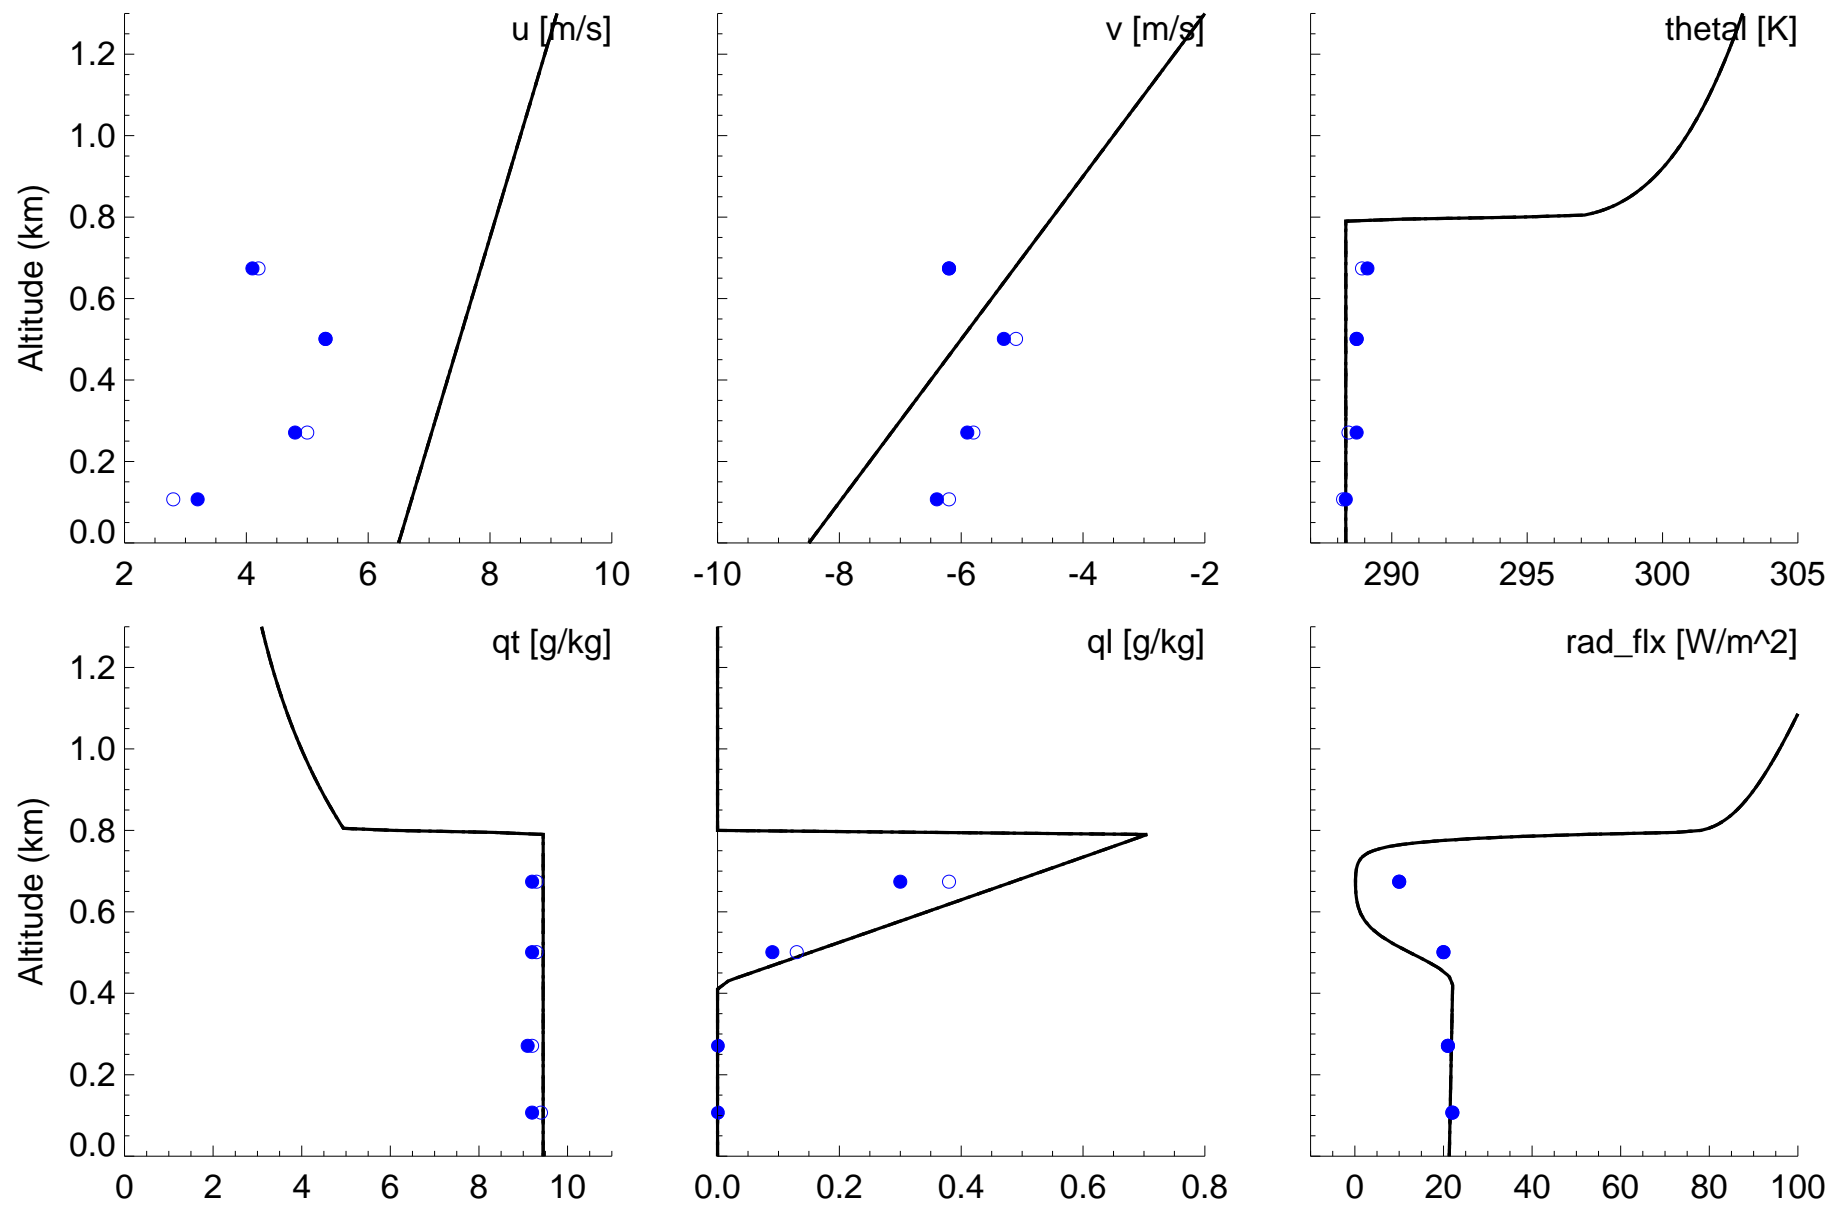 u [m/s]
1.2
1.0
0.8
0.6
0.4
0.2
0.0
Altitude (km)
2 4 6 8 10
v [m/s]
-10 -8 -6 -4 -2
thetal [K]
290 295 300 305
qt [g/kg]
1.2
1.0
0.8
0.6
0.4
0.2
0.0
Altitude (km)
0 2 4 6 8 10
ql [g/kg]
0.0 0.2 0.4 0.6 0.8
rad_flx [W/m^2]
0 20 40 60 80 100